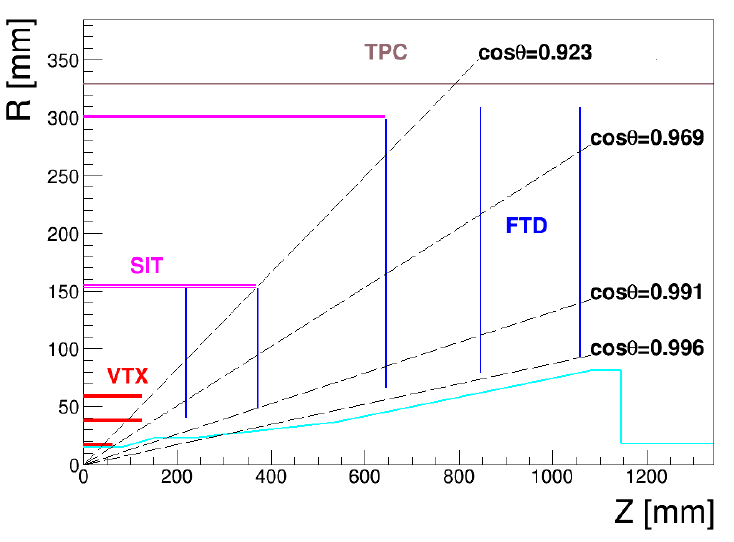 R [mm]
350
300
250
200
150
100
50
0
TPC
cosθ=0.923
cosθ=0.969
FTD
SIT
cosθ=0.991
cosθ=0.996
VTX
0
200
400
600
800
1000
1200
Z [mm]